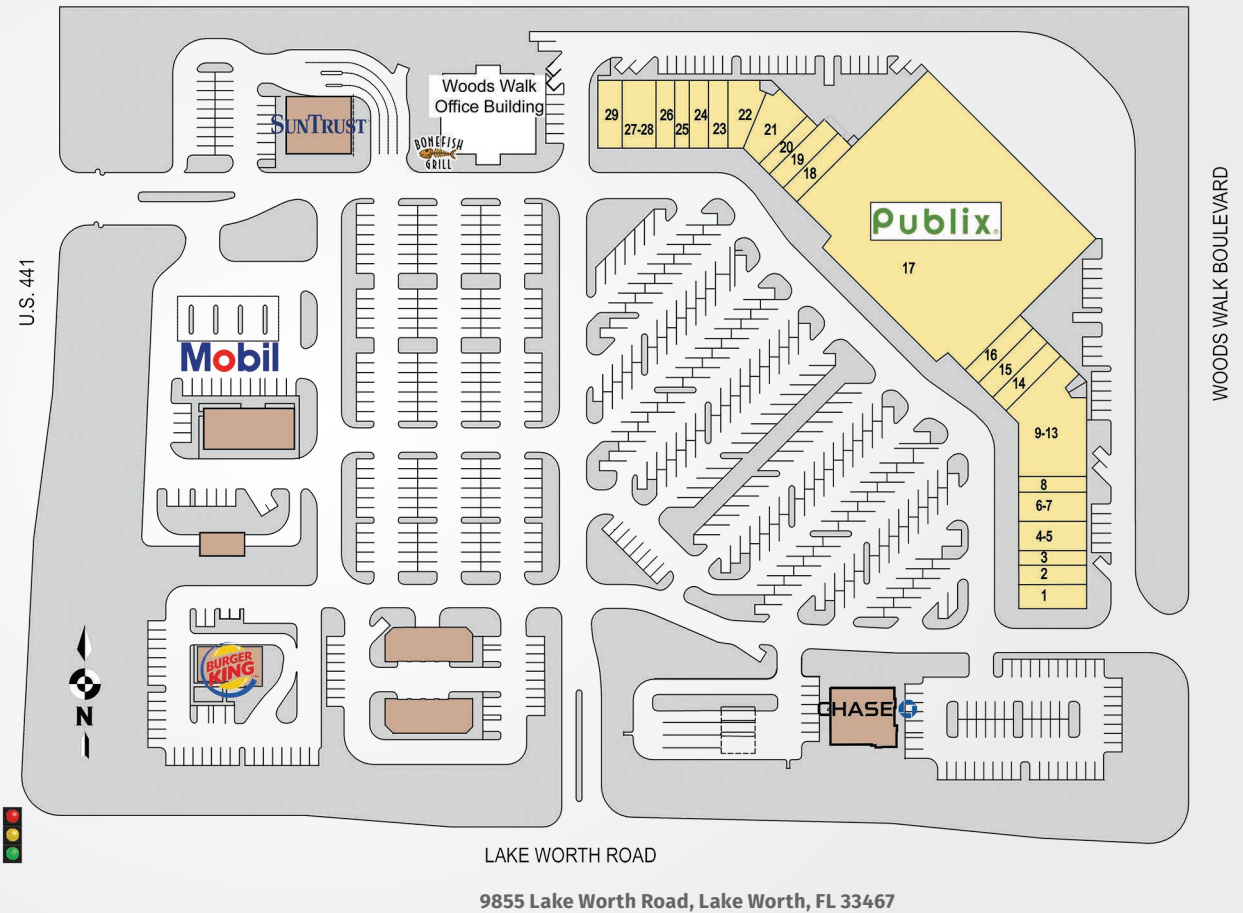 Woods Walk
Office Building
SUNTRUST
BONEFISH
GRILL
29
27-28
26
25
24
23
22
21
20
19
18
Publix.
17
WOODS WALK BOULEVARD
U.S. 441
Mobil
16
15
14
9-13
8
6-7
4-5
3
2
1
BURGER
KING
N
CHASE
LAKE WORTH ROAD
9855 Lake Worth Road, Lake Worth, FL 33467